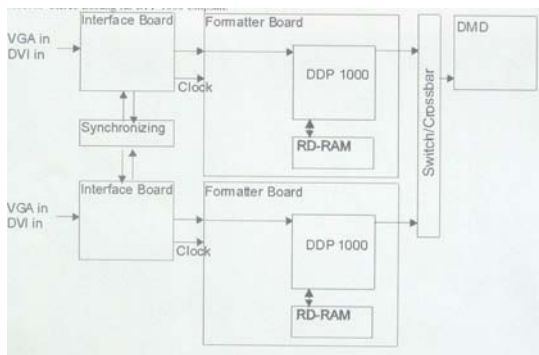 Interface Board
Formatter Board
DMD
VGA in
DVI in
DDP 1000
Clock
RD-RAM
Synchronizing
Switch/Crossbar
Interface Board
Formatter Board
VGA in
DVI in
DDP 1000
Clock
RD-RAM